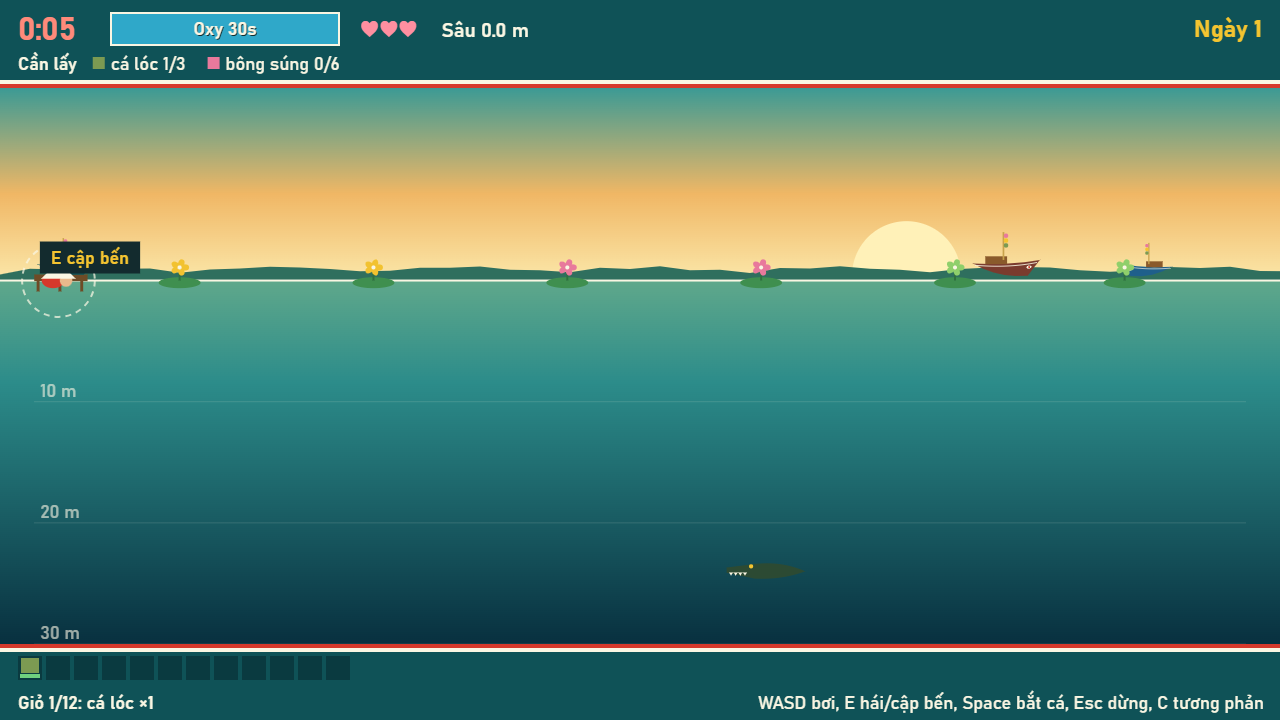 0:05
Oxy 30s
Sâu 0.0 m
Ngày 1
Cần lấy
cá lóc 1/3
bông súng 0/6
E cập bến
10 m
20 m
30 m
Giỏ 1/12: cá lóc ×1
WASD bơi, E hái/cập bến, Space bắt cá, Esc dừng, C tương phản